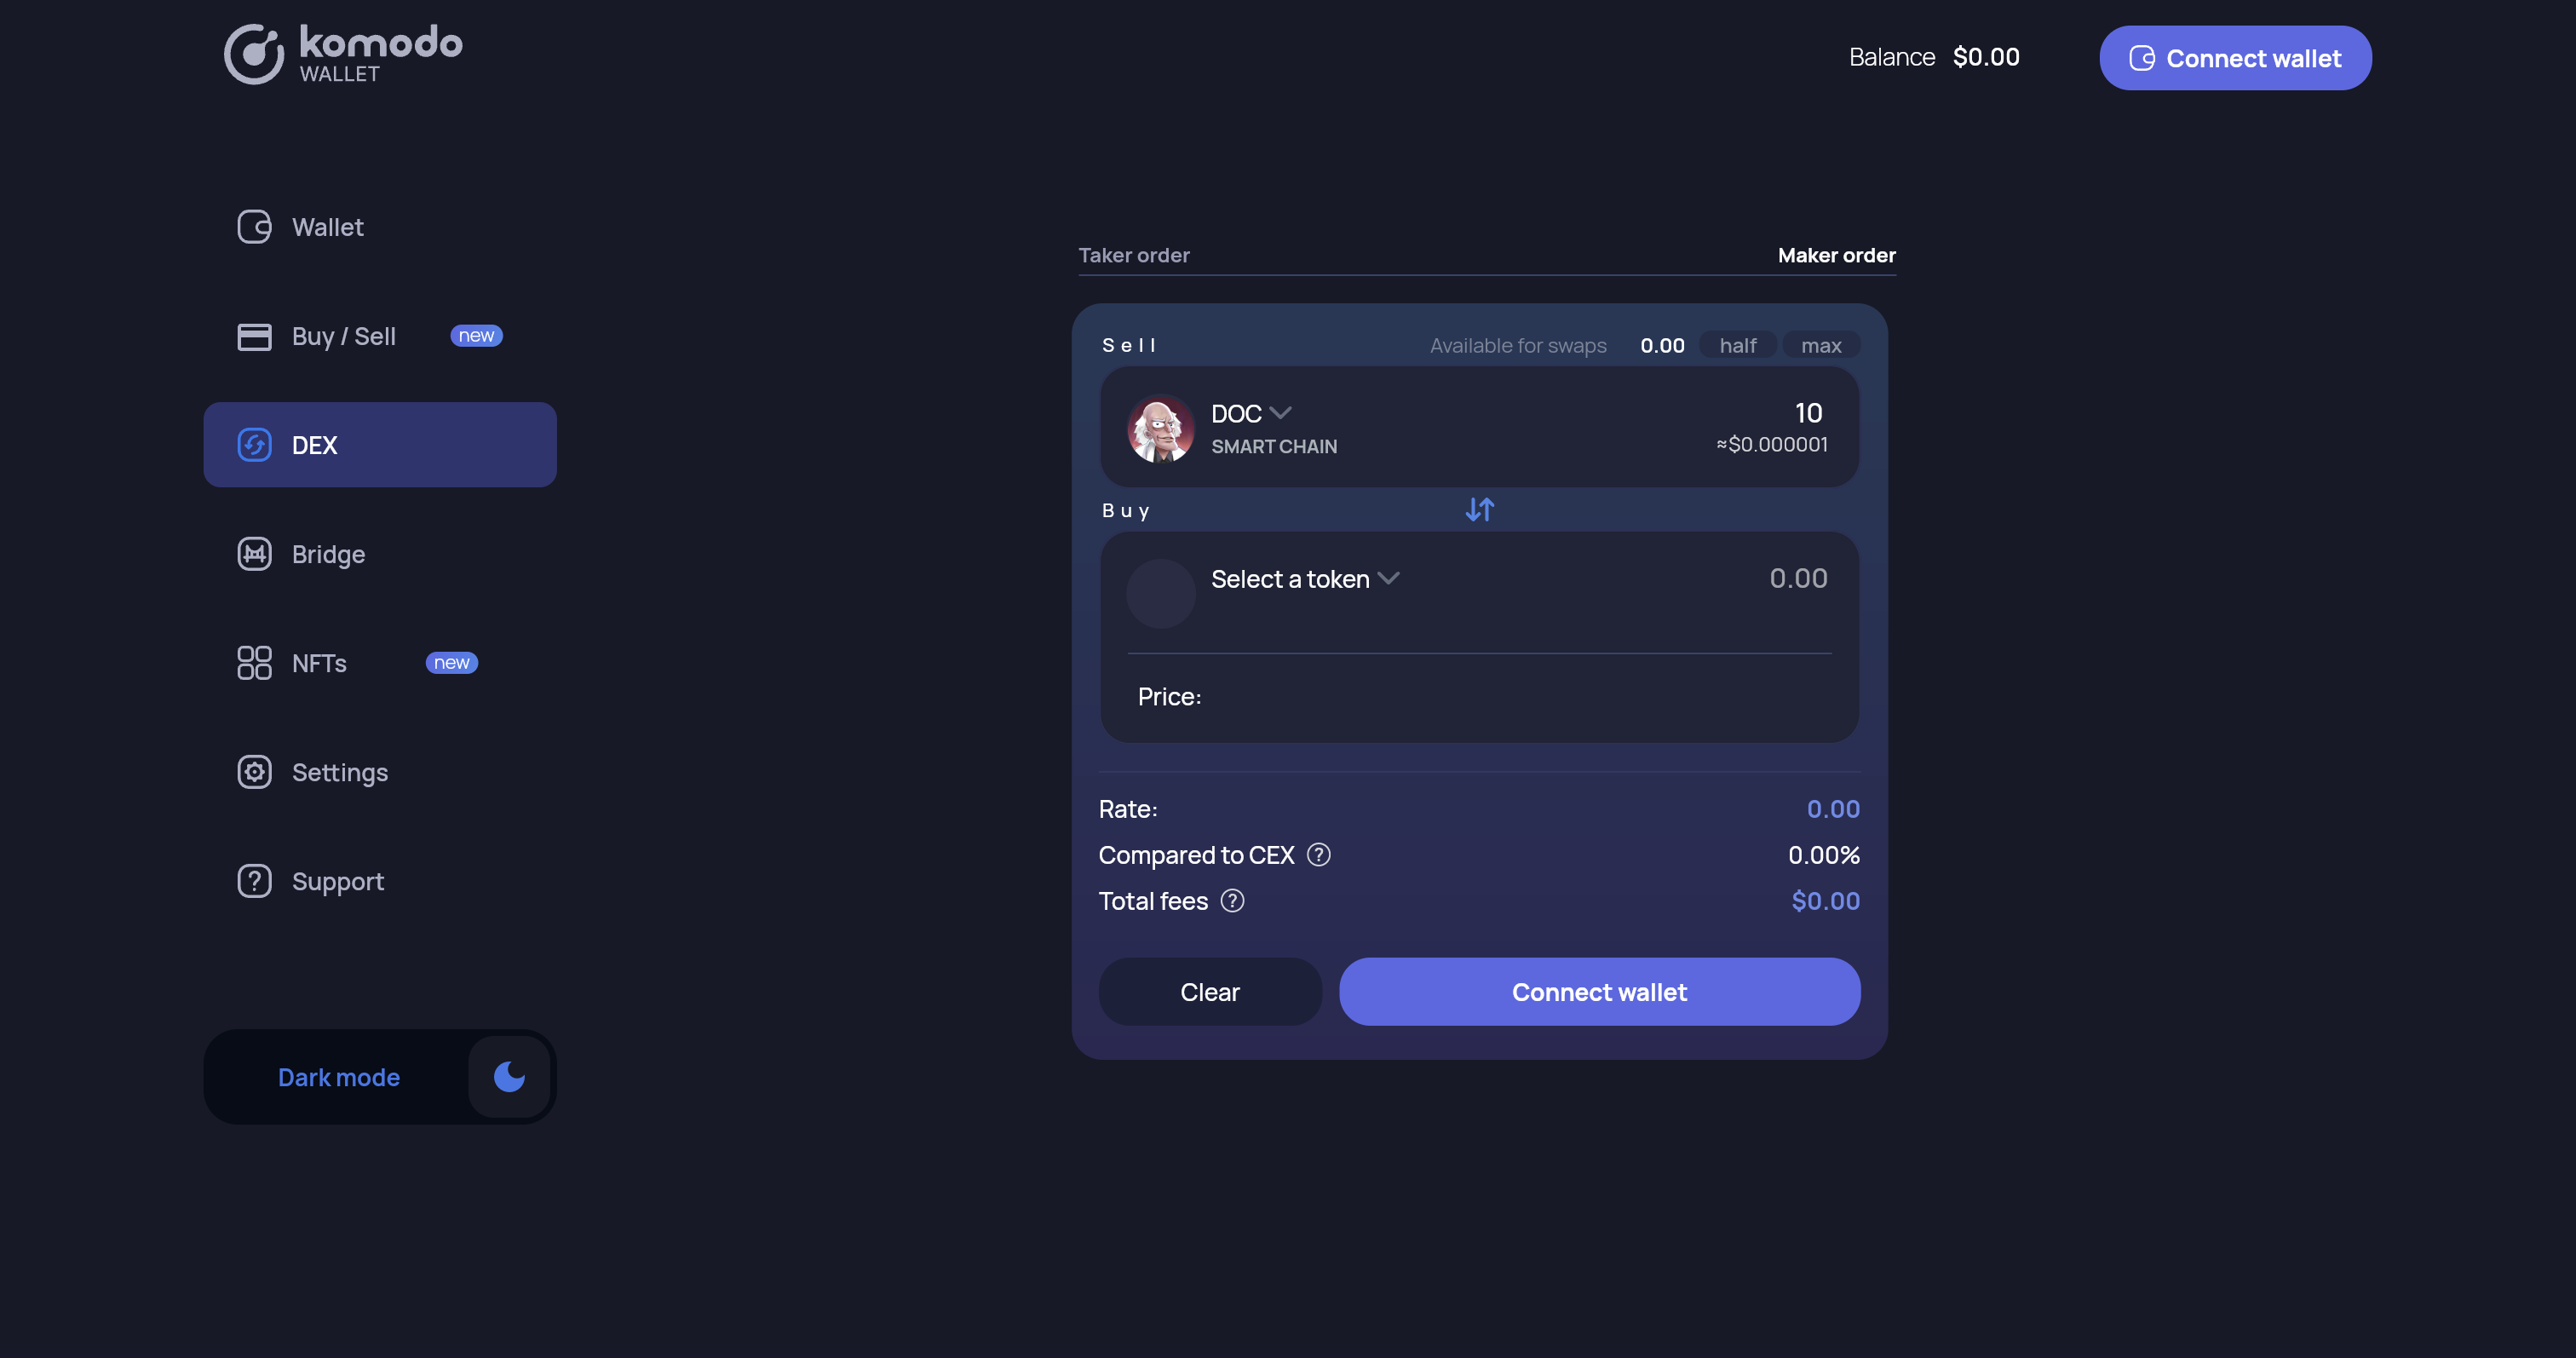 komodo
WALLET
Balance $0.00
Connect wallet
Wallet
Buy / Sell new
DEX
Bridge
NFTs new
Settings
Support
Dark mode
Taker order Maker order
Sell Available for swaps 0.00 half max
DOC 10
SMART CHAIN ≈$0.000001
Buy
Select a token 0.00
Price:
Rate: 0.00
Compared to CEX ? 0.00%
Total fees ? $0.00
Clear Connect wallet